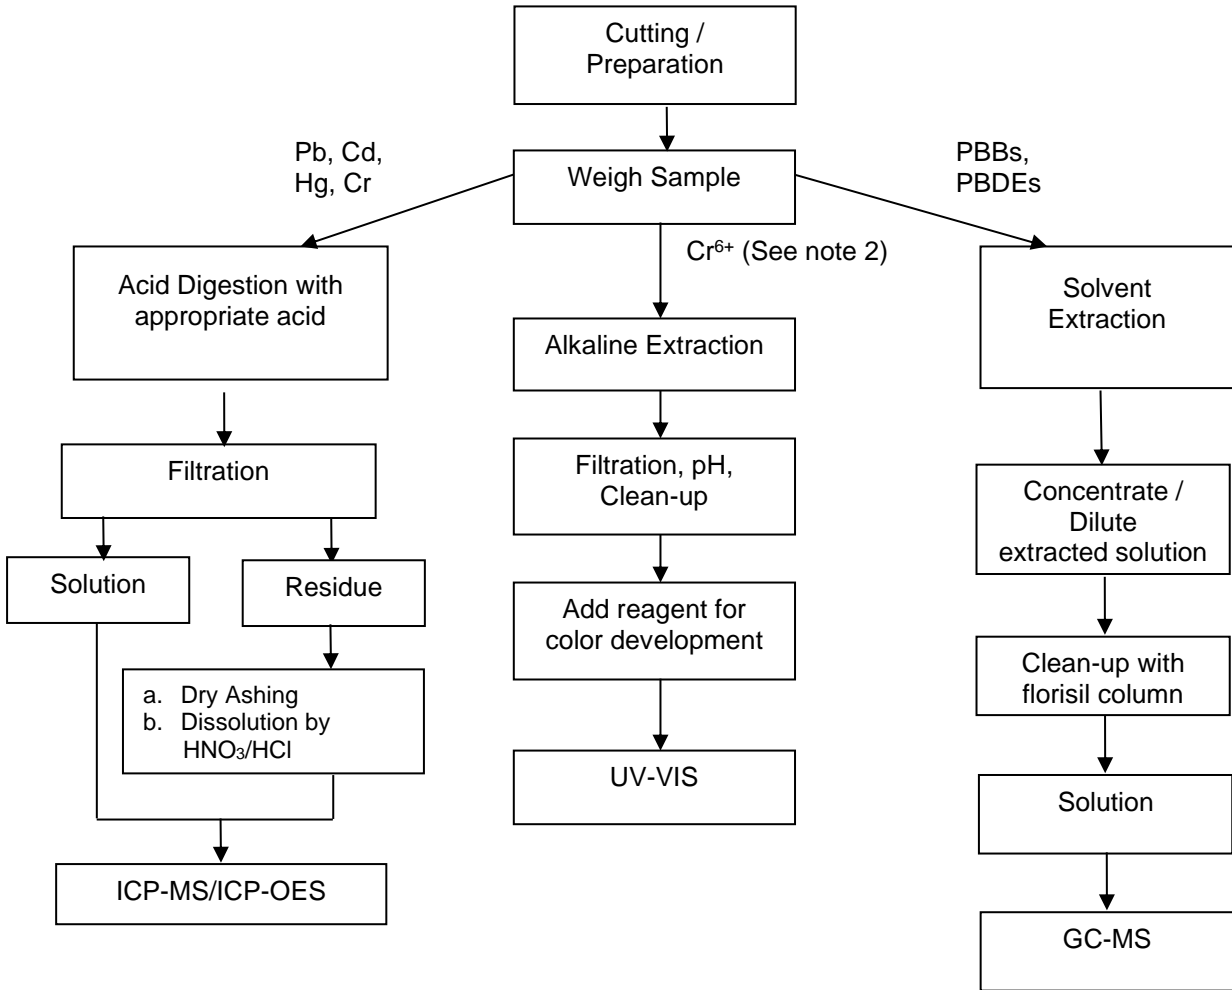 Cutting /
Preparation
Pb, Cd,
Hg, Cr
Weigh Sample
PBBs,
PBDEs
Cr⁶⁺ (See note 2)
Acid Digestion with
appropriate acid
Filtration
Solution
Residue
a. Dry Ashing
b. Dissolution by
HNO₃/HCl
ICP-MS/ICP-OES
Alkaline Extraction
Filtration, pH,
Clean-up
Add reagent for
color development
UV-VIS
Solvent
Extraction
Concentrate /
Dilute
extracted solution
Clean-up with
florisil column
Solution
GC-MS